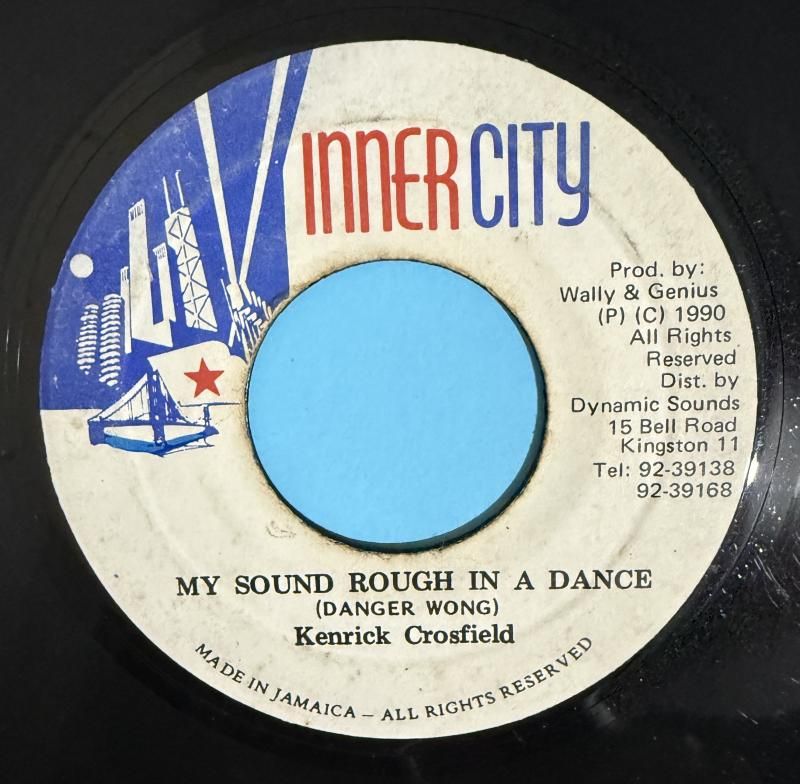 INNER CITY
Prod. by:
Wally & Genius
(P) (C) 1990
All Rights
Reserved
Dist. by
Dynamic Sounds
15 Bell Road
Kingston 11
Tel: 92-39138
92-39168
MY SOUND ROUGH IN A DANCE
(DANGER WONG)
Kenrick Crosfield
MADE IN JAMAICA – ALL RIGHTS RESERVED